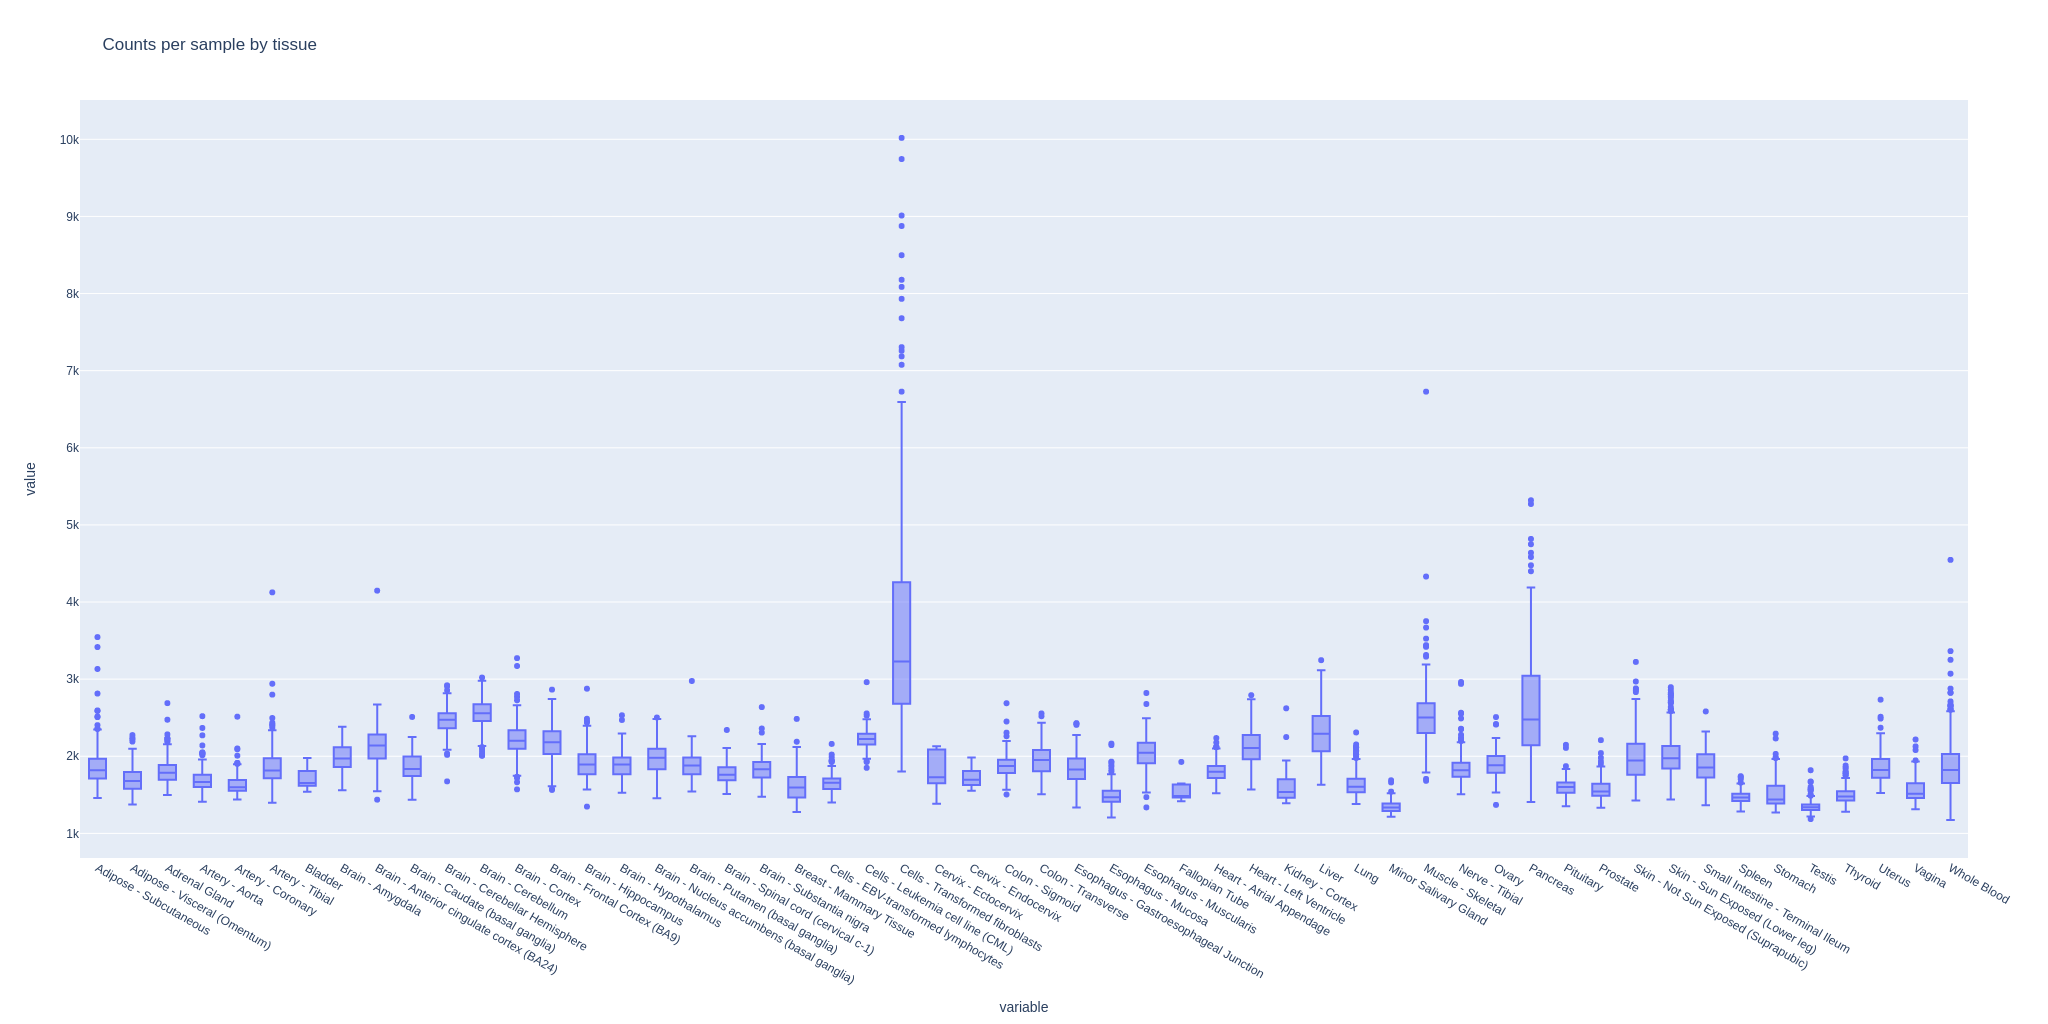 Counts per sample by tissue
10k
9k
8k
7k
6k
5k
4k
3k
2k
1k
value
Adipose - Subcutaneous
Adipose - Visceral (Omentum)
Adrenal Gland
Artery - Aorta
Artery - Coronary
Artery - Tibial
Bladder
Brain - Amygdala
Brain - Anterior cingulate cortex (BA24)
Brain - Caudate (basal ganglia)
Brain - Cerebellar Hemisphere
Brain - Cerebellum
Brain - Cortex
Brain - Frontal Cortex (BA9)
Brain - Hippocampus
Brain - Hypothalamus
Brain - Nucleus accumbens (basal ganglia)
Brain - Putamen (basal ganglia)
Brain - Spinal cord (cervical c-1)
Brain - Substantia nigra
Breast - Mammary Tissue
Cells - EBV-transformed lymphocytes
Cells - Leukemia cell line (CML)
Cells - Transformed fibroblasts
Cervix - Ectocervix
Cervix - Endocervix
Colon - Sigmoid
Colon - Transverse
Esophagus - Gastroesophageal Junction
Esophagus - Mucosa
Esophagus - Muscularis
Fallopian Tube
Heart - Atrial Appendage
Heart - Left Ventricle
Kidney - Cortex
Liver
Lung
Minor Salivary Gland
Muscle - Skeletal
Nerve - Tibial
Ovary
Pancreas
Pituitary
Prostate
Skin - Not Sun Exposed (Suprapubic)
Skin - Sun Exposed (Lower leg)
Small Intestine - Terminal Ileum
Spleen
Stomach
Testis
Thyroid
Uterus
Vagina
Whole Blood
variable